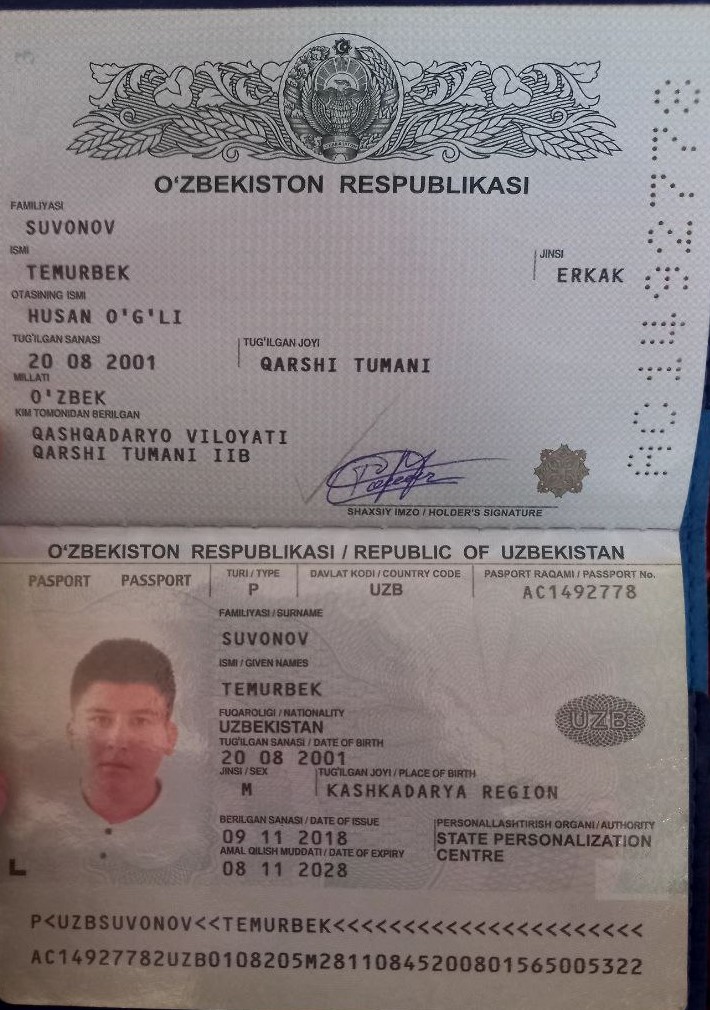 O‘ZBEKISTON RESPUBLIKASI
FAMILIYASI
SUVONOV
ISMI
TEMURBEK
JINSI
ERKAK
OTASINING ISMI
HUSAN O'G'LI
TUG‘ILGAN SANASI
20 08 2001
TUG‘ILGAN JOYI
QARSHI TUMANI
MILLATI
O'ZBEK
KIM TOMONIDAN BERILGAN
QASHQADARYO VILOYATI
QARSHI TUMANI IIB
SHAXSIY IMZO / HOLDER'S SIGNATURE
AC1492778
O‘ZBEKISTON RESPUBLIKASI / REPUBLIC OF UZBEKISTAN
PASPORT PASSPORT
TURI / TYPE
P
DAVLAT KODI / COUNTRY CODE
UZB
PASPORT RAQAMI / PASSPORT No.
AC1492778
FAMILIYASI / SURNAME
SUVONOV
ISMI / GIVEN NAMES
TEMURBEK
FUQAROLIGI / NATIONALITY
UZBEKISTAN
UZB
TUG‘ILGAN SANASI / DATE OF BIRTH
20 08 2001
JINSI / SEX
M
TUG‘ILGAN JOYI / PLACE OF BIRTH
KASHKADARYA REGION
BERILGAN SANASI / DATE OF ISSUE
09 11 2018
PERSONALLASHTIRISH ORGANI / AUTHORITY
STATE PERSONALIZATION
CENTRE
AMAL QILISH MUDDATI / DATE OF EXPIRY
08 11 2028
P<UZBSUVONOV<<TEMURBEK<<<<<<<<<<<<<<<<<<<<<<
AC14927782UZB0108205M28110845200801565005322